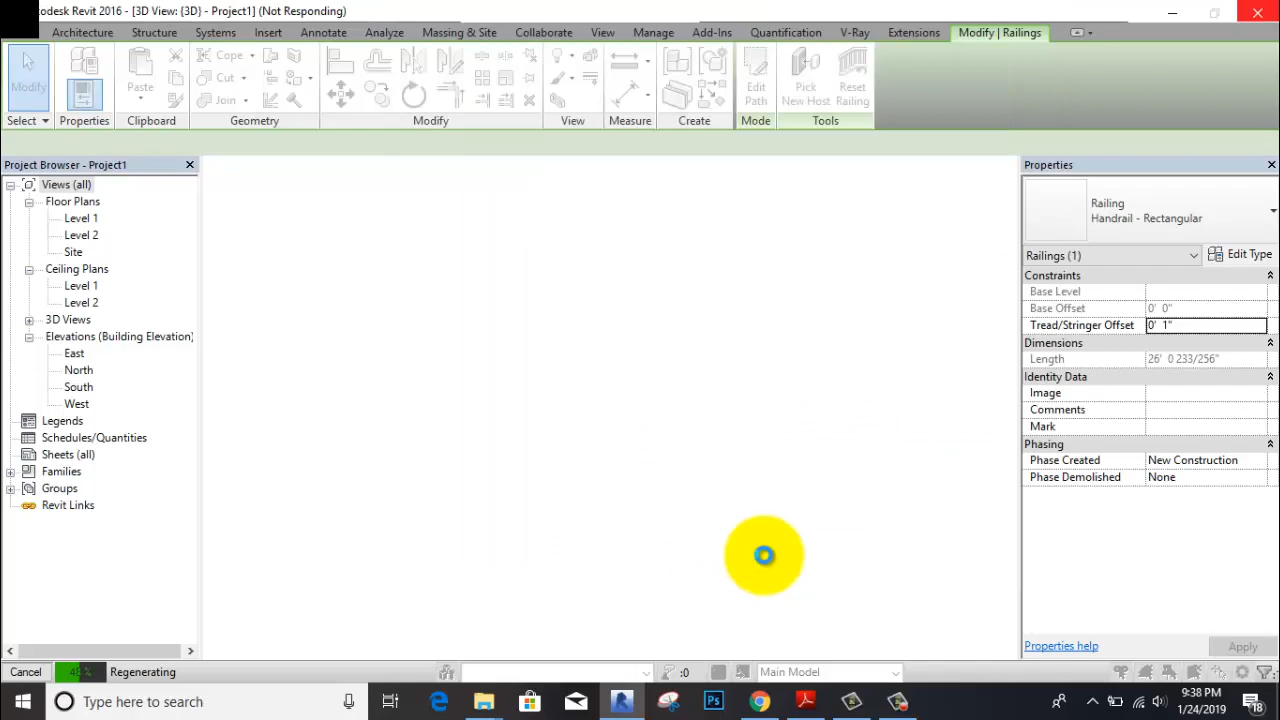 odesk Revit 2016 - [3D View: {3D} - Project1] (Not Responding)
Architecture Structure Systems Insert Annotate Analyze Massing & Site Collaborate View Manage Add-Ins Quantification V-Ray Extensions Modify | Railings
Modify Paste Cope Cut Join Edit Path Pick New Host Reset Railing
Select Properties Clipboard Geometry Modify View Measure Create Mode Tools
Project Browser - Project1
Views (all)
Floor Plans
Level 1
Level 2
Site
Ceiling Plans
Level 1
Level 2
3D Views
Elevations (Building Elevation)
East
North
South
West
Legends
Schedules/Quantities
Sheets (all)
Families
Groups
Revit Links
Properties
Railing
Handrail - Rectangular
Railings (1) Edit Type
Constraints
Base Level
Base Offset 0' 0"
Tread/Stringer Offset 0' 1"
Dimensions
Length 26' 0 233/256"
Identity Data
Image
Comments
Mark
Phasing
Phase Created New Construction
Phase Demolished None
Properties help Apply
Cancel Regenerating :0 Main Model
Type here to search Ps 9:38 PM
1/24/2019 18